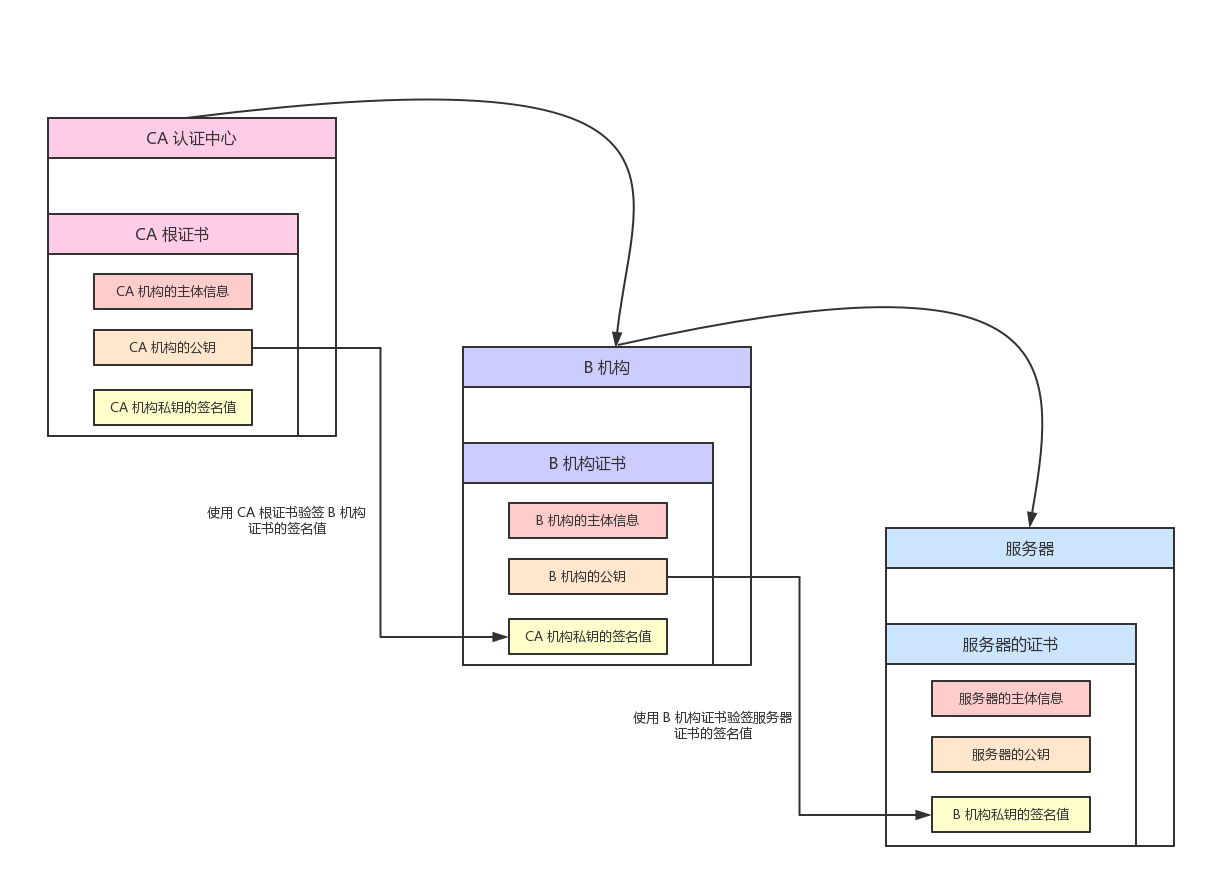 CA 认证中心
CA 根证书
CA 机构的主体信息
CA 机构的公钥
CA 机构私钥的签名值
使用 CA 根证书验签 B 机构
证书的签名值
B 机构
B 机构证书
B 机构的主体信息
B 机构的公钥
CA 机构私钥的签名值
使用 B 机构证书验签服务器
证书的签名值
服务器
服务器的证书
服务器的主体信息
服务器的公钥
B 机构私钥的签名值